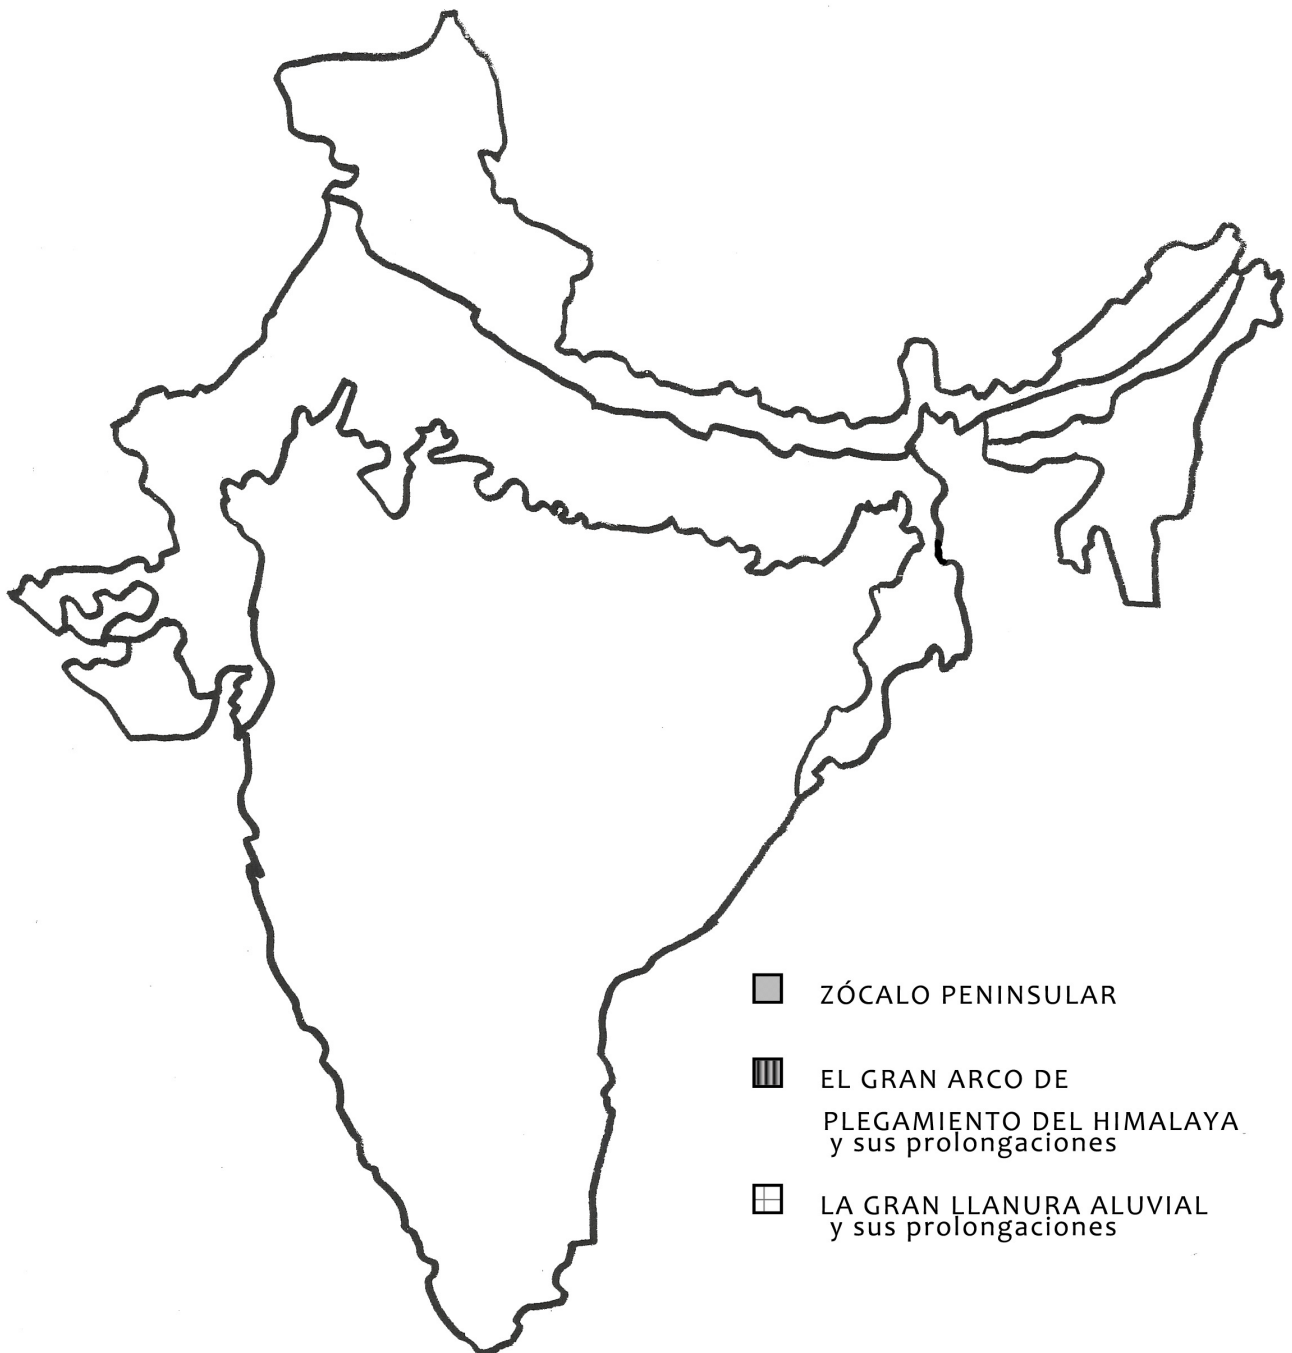 ZÓCALO PENINSULAR
EL GRAN ARCO DE
PLEGAMIENTO DEL HIMALAYA
y sus prolongaciones
LA GRAN LLANURA ALUVIAL
y sus prolongaciones